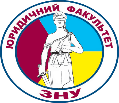 ЮРИДИЧНИЙ ФАКУЛЬТЕТ
ЗНУ